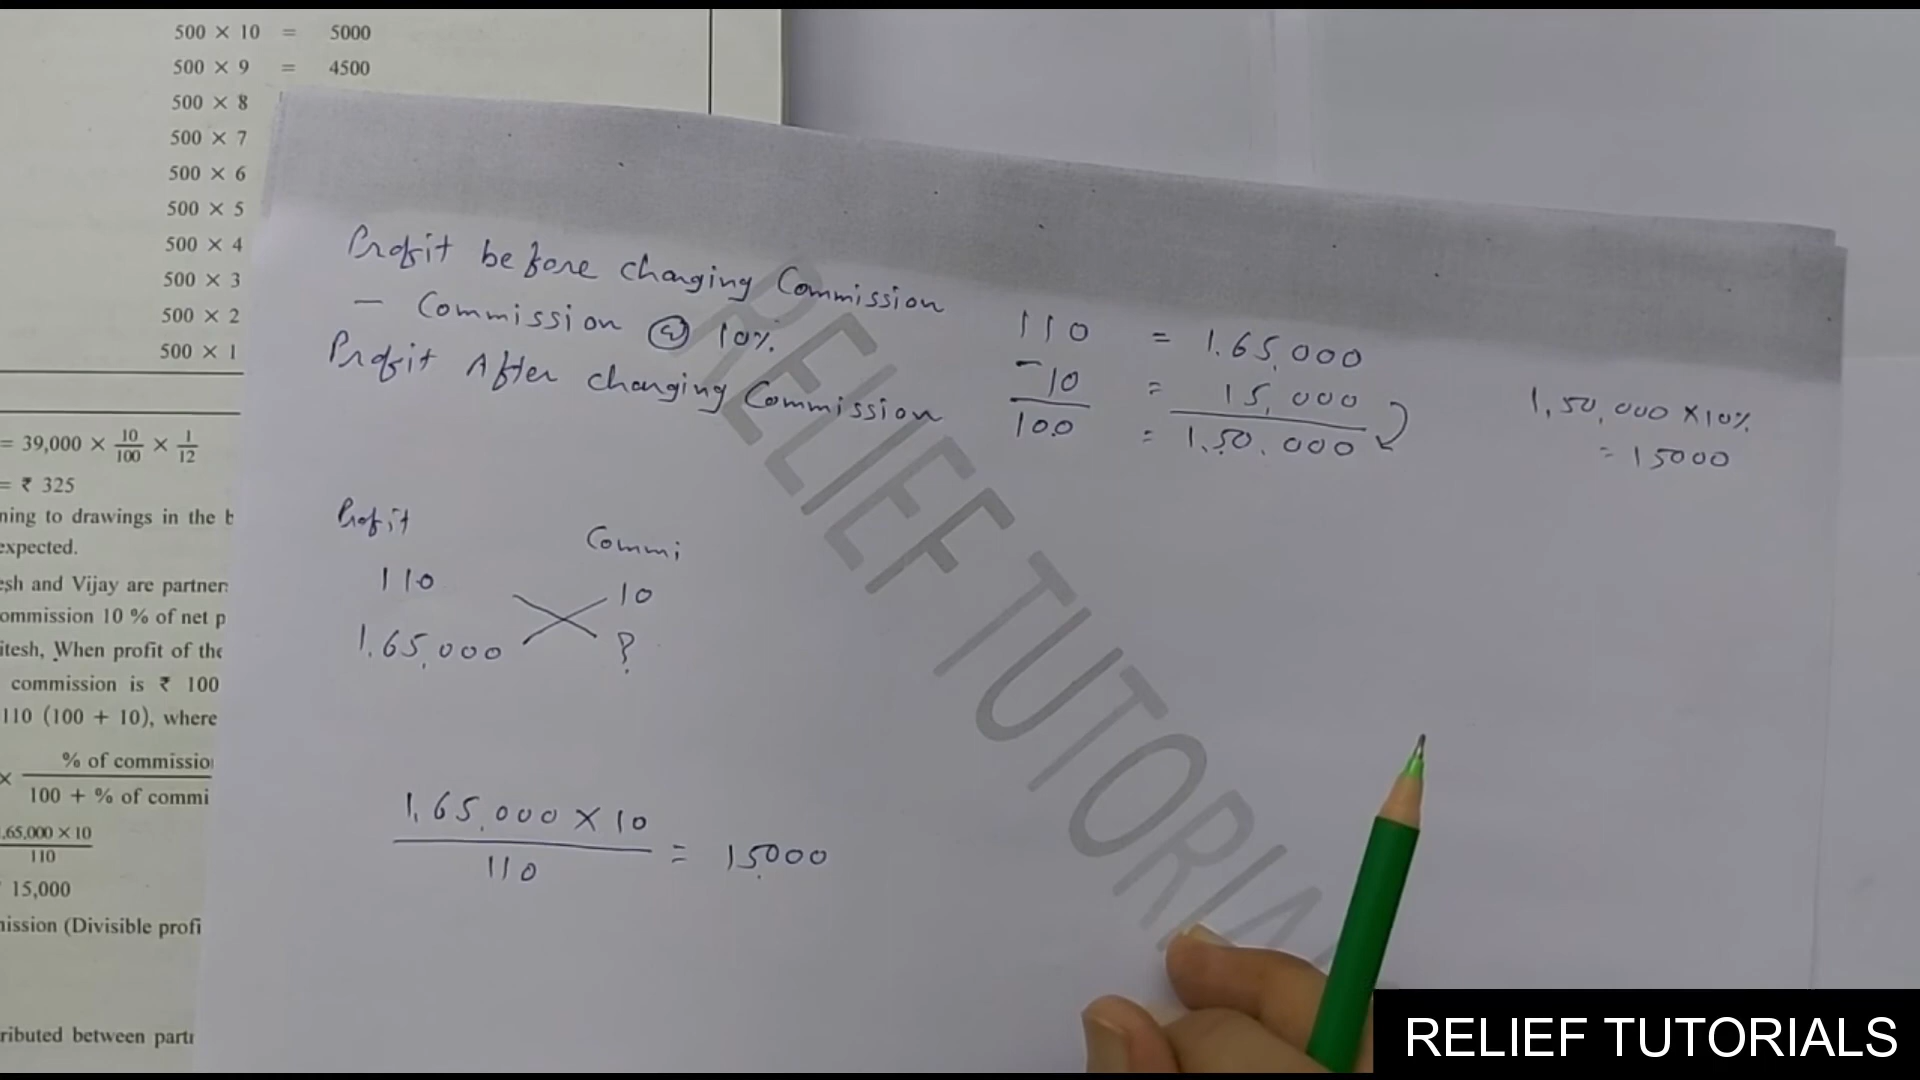 500 × 10 = 5000
500 × 9 = 4500
500 × 8
500 × 7
500 × 6
500 × 5
500 × 4
500 × 3
500 × 2
500 × 1
= 39,000 × 10/100 × 1/12
= ₹ 325
ning to drawings in the b
expected.
esh and Vijay are partner
ommission 10 % of net p
itesh, When profit of the
commission is ₹ 100
110 (100 + 10), where
× % of commissio
100 + % of commi
,65,000 × 10
110
15,000
nission (Divisible profi
ributed between partr
Profit before charging Commission 110 = 1,65,000
– Commission @ 10% –10 = 15,000
Profit After charging Commission 100 = 1,50,000
1,50,000 × 10%
= 15000
Profit Commi
110 10
1,65,000 ?
1,65,000 × 10
110
= 15,000
RELIEF TUTORIA
RELIEF TUTORIALS